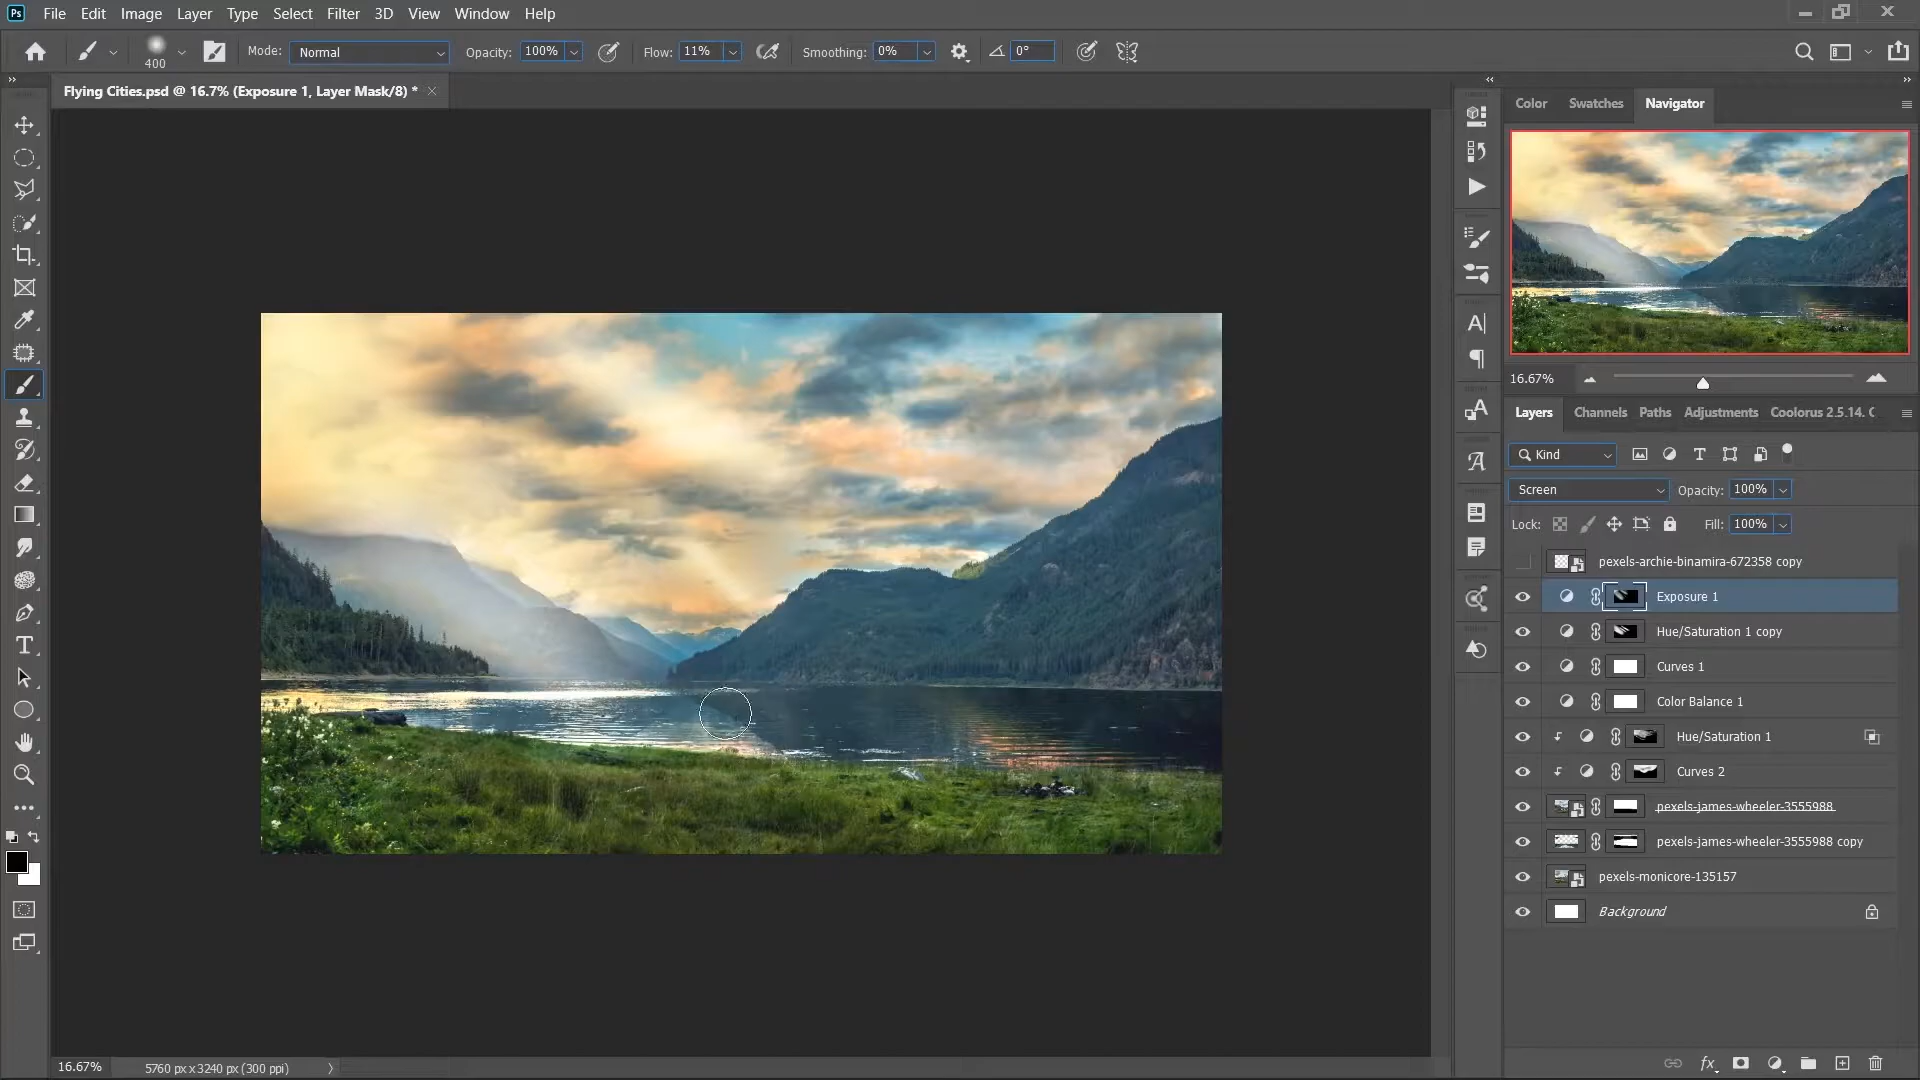 Ps File Edit Image Layer Type Select Filter 3D View Window Help
400 Mode: Normal Opacity: 100% Flow: 11% Smoothing: 0% 0°
Flying Cities.psd @ 16.7% (Exposure 1, Layer Mask/8) *
Color Swatches Navigator
16.67%
Layers Channels Paths Adjustments Coolorus 2.5.14. C
Kind
Screen Opacity: 100%
Lock: Fill: 100%
pexels-archie-binamira-672358 copy
Exposure 1
Hue/Saturation 1 copy
Curves 1
Color Balance 1
Hue/Saturation 1
Curves 2
pexels-james-wheeler-3555988
pexels-james-wheeler-3555988 copy
pexels-monicore-135157
Background
16.67% 5760 px x 3240 px (300 ppi)
fx